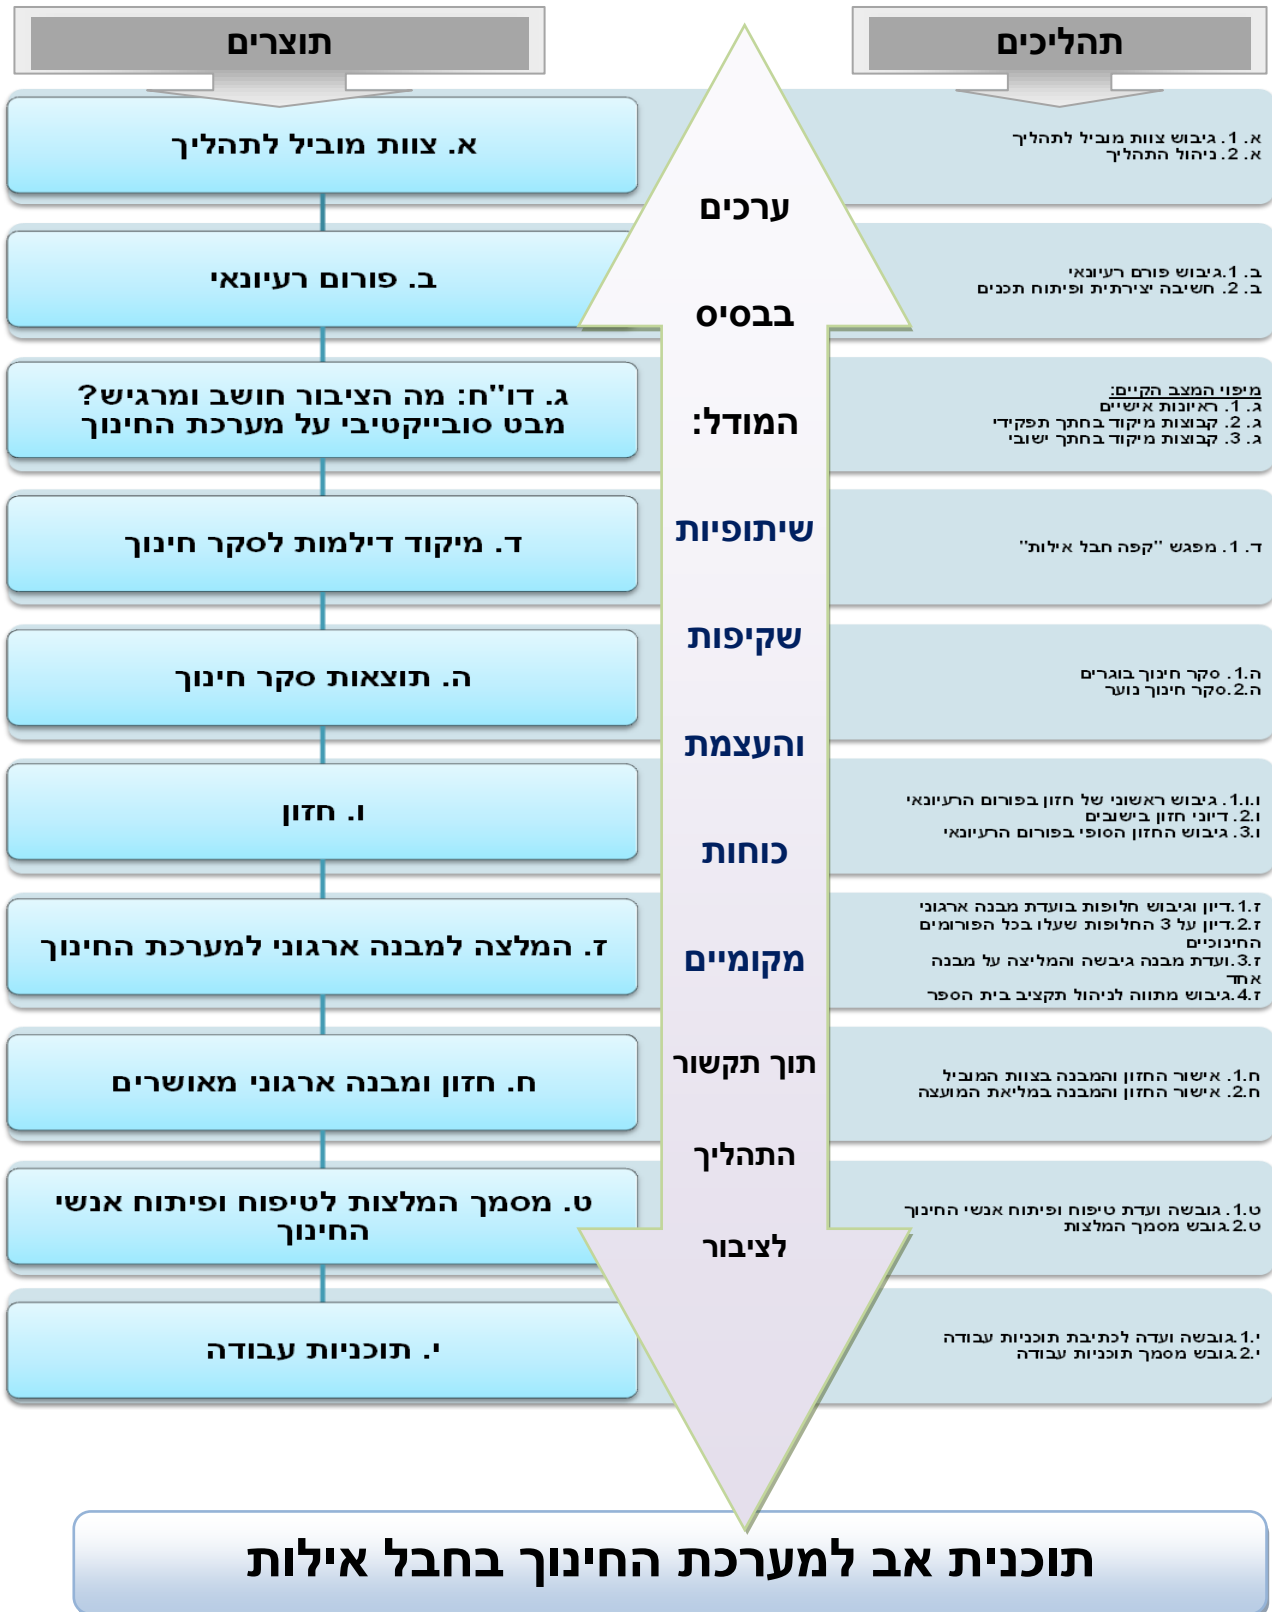 תהליכים
תוצרים
א. 1. גיבוש צוות מוביל לתהליך
א. 2. ניהול התהליך
א. צוות מוביל לתהליך
ב. 1.גיבוש פורם רעיונאי
ב. 2. חשיבה יצירתית ופיתוח תכנים
ב. פורום רעיונאי
מיפוי המצב הקיים:
ג. 1. ראיונות אישיים
ג. 2. קבוצות מיקוד בחתך תפקידי
ג. 3. קבוצות מיקוד בחתך ישובי
ג. דו"ח: מה הציבור חושב ומרגיש?
מבט סובייקטיבי על מערכת החינוך
ד. 1. מפגש "קפה חבל אילות"
ד. מיקוד דילמות לסקר חינוך
ה.1. סקר חינוך בוגרים
ה.2.סקר חינוך נוער
ה. תוצאות סקר חינוך
ו.ו.1. גיבוש ראשוני של חזון בפורום הרעיונאי
ו.2. דיוני חזון בישובים
ו.3. גיבוש החזון הסופי בפורום הרעיונאי
ו. חזון
ז.1.דיון וגיבוש חלופות בועדת מבנה ארגוני
ז.2.דיון על 3 החלופות שעלו בכל הפורומים
החינוכיים
ז.3.ועדת מבנה גיבשה והמליצה על מבנה
אחד
ז.4.גיבוש מתווה לניהול תקציב בית הספר
ז. המלצה למבנה ארגוני למערכת החינוך
ח.1. אישור החזון והמבנה בצוות המוביל
ח.2. אישור החזון והמבנה במליאת המועצה
ח. חזון ומבנה ארגוני מאושרים
ט.1. גובשה ועדת טיפוח ופיתוח אנשי החינוך
ט.2.גובש מסמך המלצות
ט. מסמך המלצות לטיפוח ופיתוח אנשי
החינוך
י.1.גובשה ועדה לכתיבת תוכניות עבודה
י.2.גובש מסמך תוכניות עבודה
י. תוכניות עבודה
ערכים
בבסיס
המודל:
שיתופיות
שקיפות
והעצמת
כוחות
מקומיים
תוך תקשור
התהליך
לציבור
תוכנית אב למערכת החינוך בחבל אילות